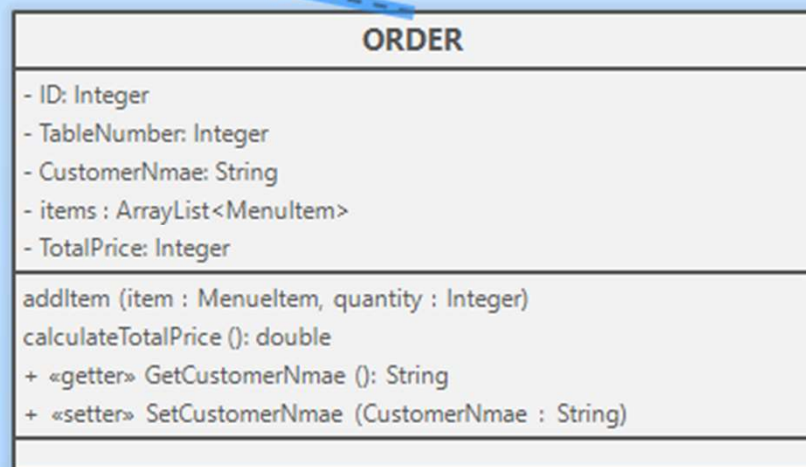 ORDER
- ID: Integer
- TableNumber: Integer
- CustomerNmae: String
- items : ArrayList<MenuItem>
- TotalPrice: Integer
addItem (item : MenueItem, quantity : Integer)
calculateTotalPrice (): double
+ «getter» GetCustomerNmae (): String
+ «setter» SetCustomerNmae (CustomerNmae : String)